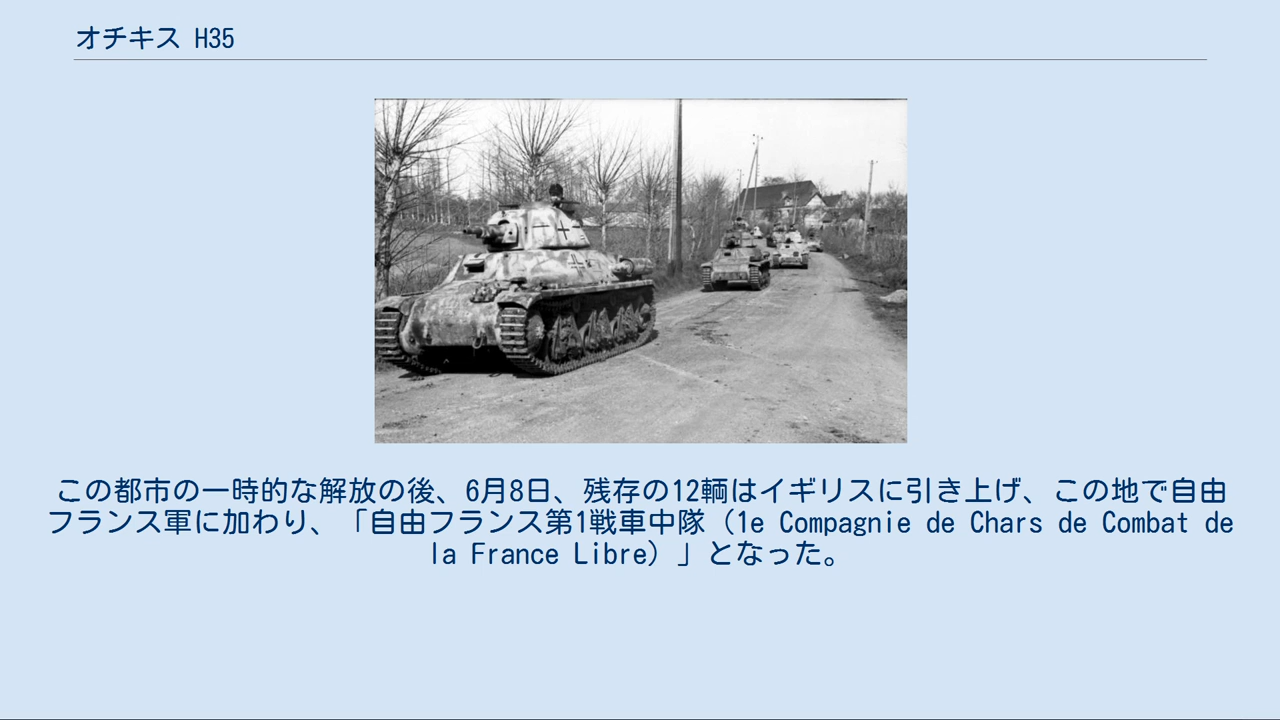 オチキス H35
この都市の一時的な解放の後、6月8日、残存の12輌はイギリスに引き上げ、この地で自由
フランス軍に加わり、「自由フランス第1戦車中隊（1e Compagnie de Chars de Combat de
la France Libre）」となった。